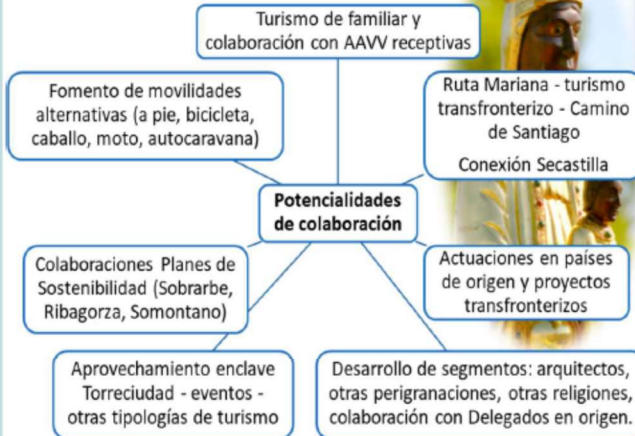 Turismo de familiar y
colaboración con AAVV receptivas
Fomento de movilidades
alternativas (a pie, bicicleta,
caballo, moto, autocaravana)
Ruta Mariana - turismo
transfronterizo - Camino
de Santiago
Conexión Secastilla
Potencialidades
de colaboración
Colaboraciones Planes de
Sostenibilidad (Sobrarbe,
Ribagorza, Somontano)
Actuaciones en países
de origen y proyectos
transfronterizos
Aprovechamiento enclave
Torreciudad - eventos -
otras tipologías de turismo
Desarrollo de segmentos: arquitectos,
otras perigranaciones, otras religiones,
colaboración con Delegados en origen.